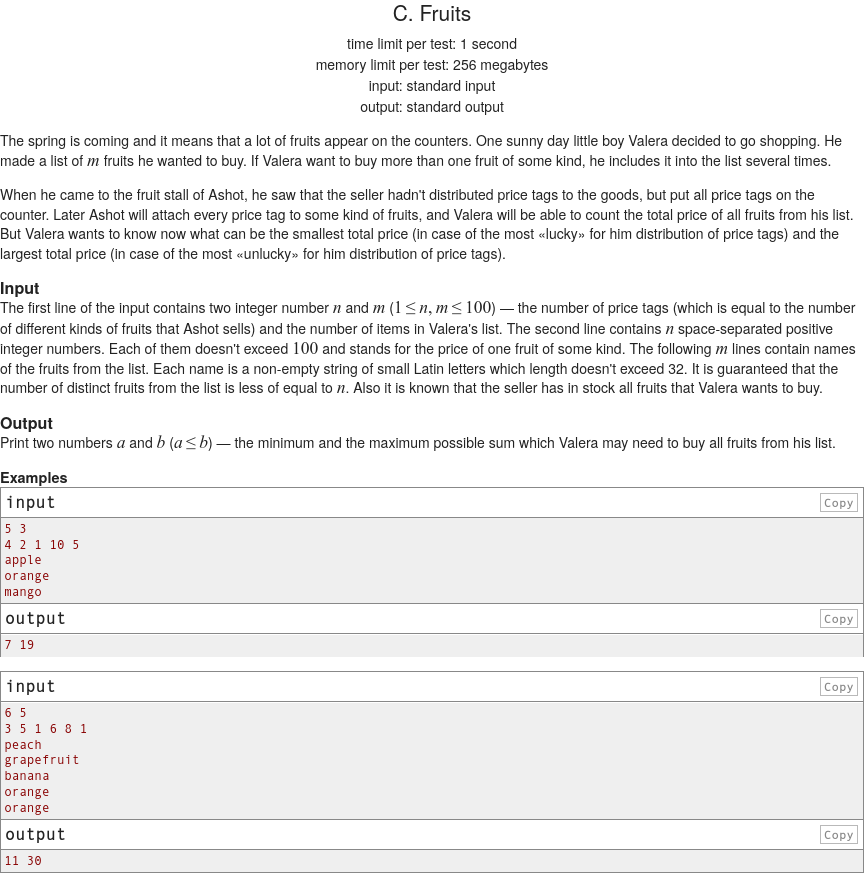 C. Fruits
time limit per test: 1 second
memory limit per test: 256 megabytes
input: standard input
output: standard output
The spring is coming and it means that a lot of fruits appear on the counters. One sunny day little boy Valera decided to go shopping. He
made a list of m fruits he wanted to buy. If Valera want to buy more than one fruit of some kind, he includes it into the list several times.
When he came to the fruit stall of Ashot, he saw that the seller hadn't distributed price tags to the goods, but put all price tags on the
counter. Later Ashot will attach every price tag to some kind of fruits, and Valera will be able to count the total price of all fruits from his list.
But Valera wants to know now what can be the smallest total price (in case of the most «lucky» for him distribution of price tags) and the
largest total price (in case of the most «unlucky» for him distribution of price tags).
Input
The first line of the input contains two integer number n and m (1 ≤ n, m ≤ 100) — the number of price tags (which is equal to the number
of different kinds of fruits that Ashot sells) and the number of items in Valera's list. The second line contains n space-separated positive
integer numbers. Each of them doesn't exceed 100 and stands for the price of one fruit of some kind. The following m lines contain names
of the fruits from the list. Each name is a non-empty string of small Latin letters which length doesn't exceed 32. It is guaranteed that the
number of distinct fruits from the list is less of equal to n. Also it is known that the seller has in stock all fruits that Valera wants to buy.
Output
Print two numbers a and b (a ≤ b) — the minimum and the maximum possible sum which Valera may need to buy all fruits from his list.
Examples
input Copy
5 3
4 2 1 10 5
apple
orange
mango
output Copy
7 19
input Copy
6 5
3 5 1 6 8 1
peach
grapefruit
banana
orange
orange
output Copy
11 30